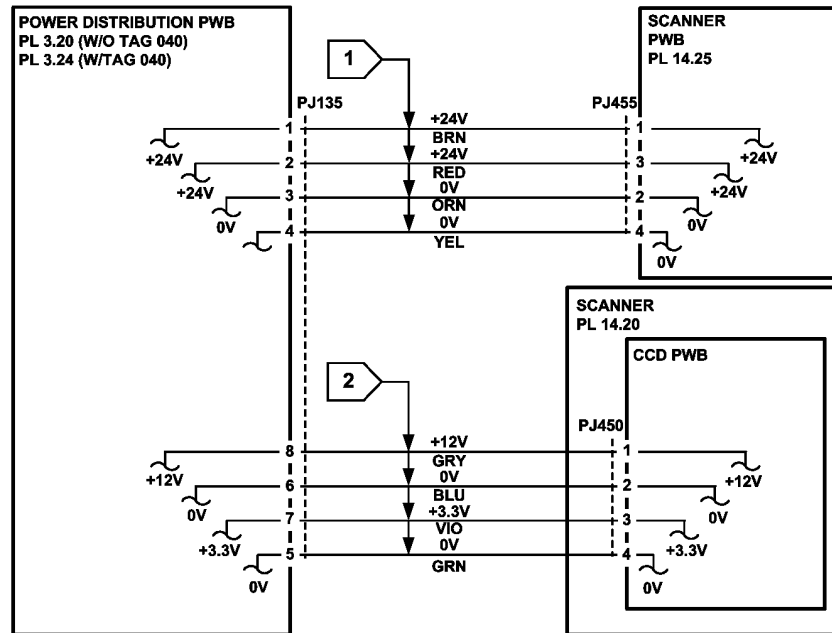 POWER DISTRIBUTION PWB
PL 3.20 (W/O TAG 040)
PL 3.24 (W/TAG 040)
SCANNER
PWB
PL 14.25
1
PJ135
PJ455
1 +24V 1
+24V BRN +24V
2 +24V 3
+24V RED +24V
3 0V 2
0V ORN 0V
4 0V 4
YEL 0V
SCANNER
PL 14.20
CCD PWB
2
PJ450
8 +12V 1
+12V GRY +12V
6 0V 2
0V BLU 0V
7 +3.3V 3
+3.3V VIO +3.3V
5 0V 4
0V GRN 0V